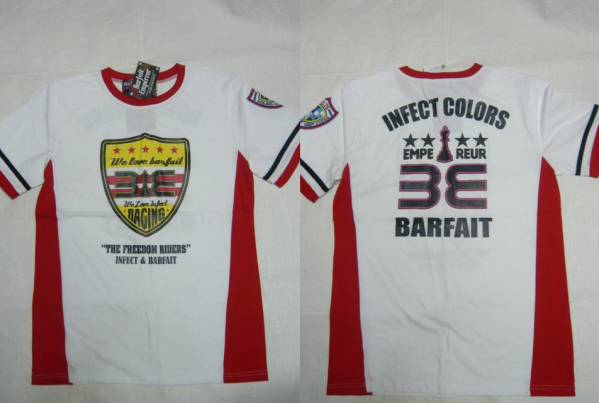 We love barfait
We Love Infect
RACING
"THE FREEDOM RIDERS"
INFECT & BARFAIT
INFECT COLORS
EMPE REUR
BARFAIT